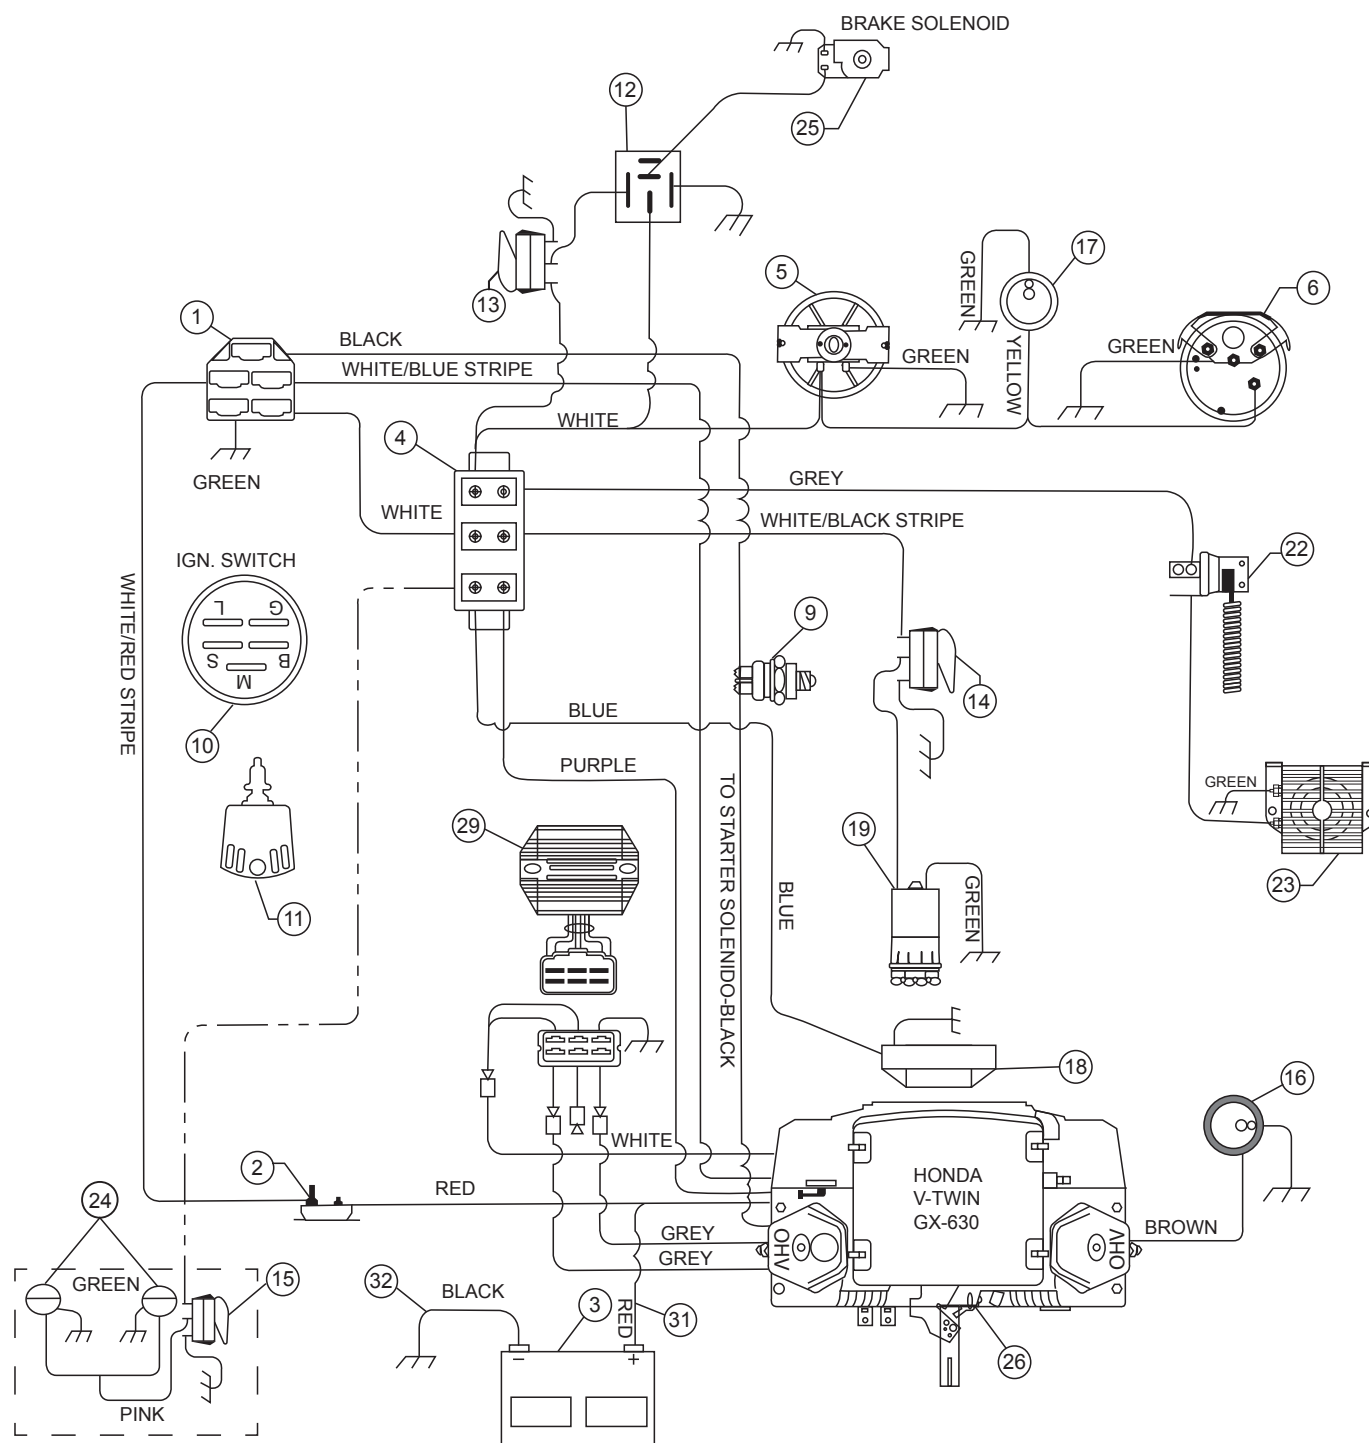 BRAKE SOLENOID
12
25
17
5
6
13
GREEN
1
BLACK
GREEN
GREEN
WHITE/BLUE STRIPE
YELLOW
WHITE
4
GREEN
GREY
WHITE
WHITE/BLACK STRIPE
22
IGN. SWITCH
WHITE/RED STRIPE
L
G
S
B
M
9
14
BLUE
10
PURPLE
TO STARTER SOLENIDO-BLACK
GREEN
29
19
23
BLUE
GREEN
11
18
16
WHITE
HONDA
V-TWIN
GX-630
2
RED
24
GREY
OHV
OHV
BROWN
GREY
GREEN
15
32
BLACK
3
RED
31
26
- +
PINK